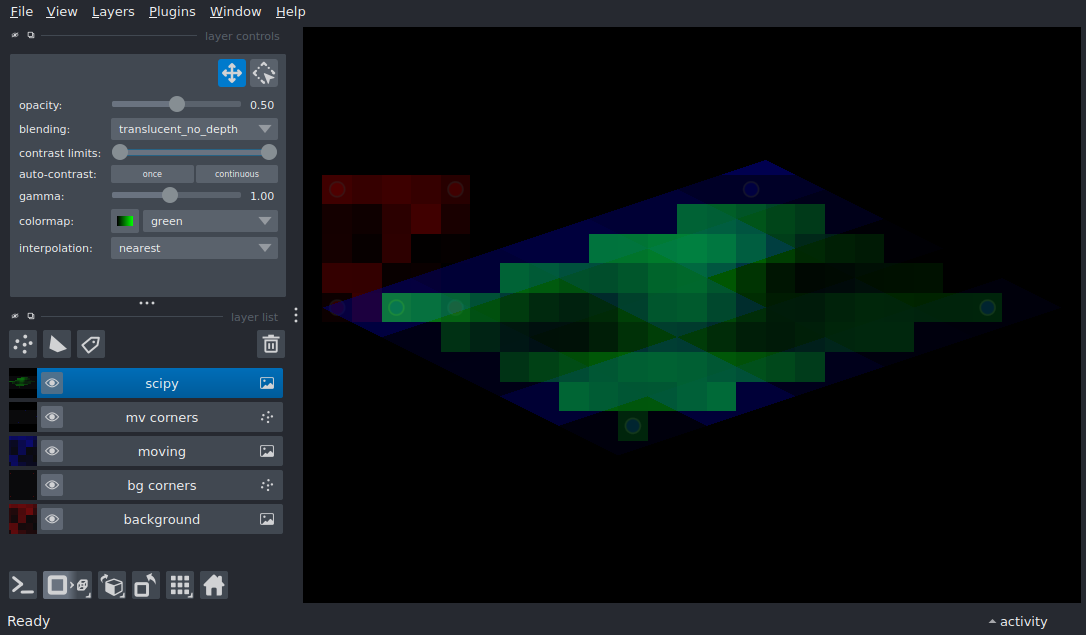 File View Layers Plugins Window Help
layer controls
opacity: 0.50
blending: translucent_no_depth
contrast limits:
auto-contrast: once continuous
gamma: 1.00
colormap: green
interpolation: nearest
layer list
scipy
mv corners
moving
bg corners
background
Ready activity